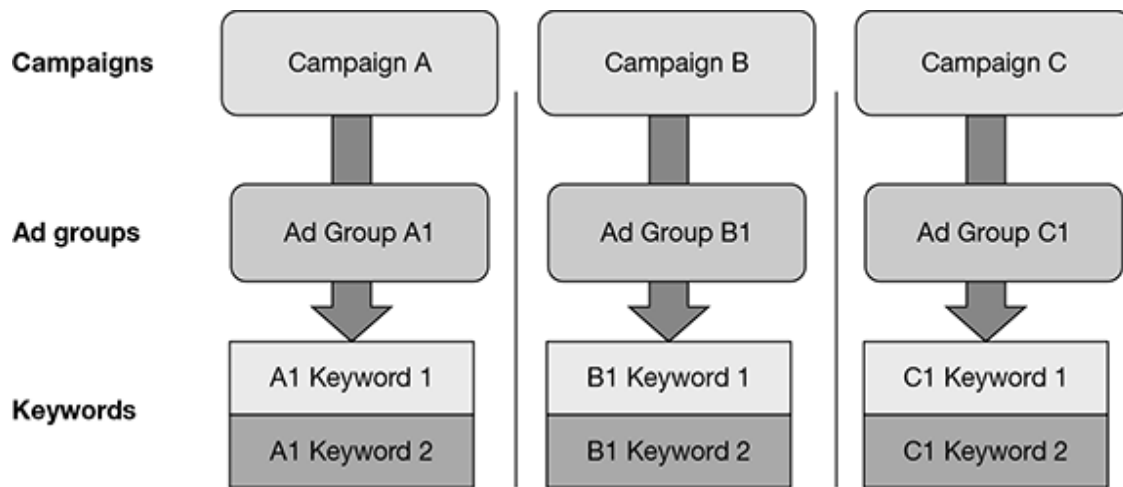 Campaigns
Campaign A
Campaign B
Campaign C
Ad groups
Ad Group A1
Ad Group B1
Ad Group C1
Keywords
A1 Keyword 1
B1 Keyword 1
C1 Keyword 1
A1 Keyword 2
B1 Keyword 2
C1 Keyword 2